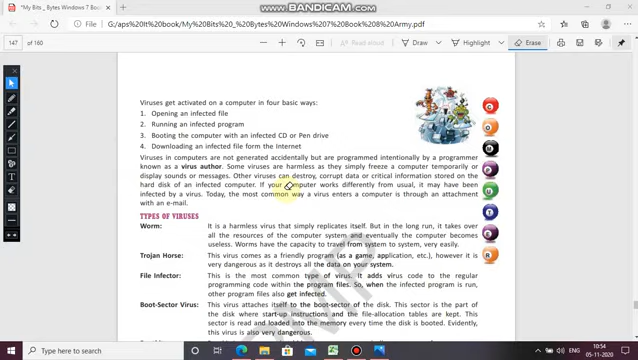 *My Bits _ Bytes Windows 7 Boo
WWW.BANDICAM.COM
File
G:/aps%20It%20book/My%20Bits%20_%20Bytes%20Windows%207%20Book%208%20Army.pdf
147 of 160
Read aloud
Draw
Highlight
Erase
Viruses get activated on a computer in four basic ways:
1. Opening an infected file
2. Running an infected program
3. Booting the computer with an infected CD or Pen drive
4. Downloading an infected file form the Internet
Viruses in computers are not generated accidentally but are programmed intentionally by a programmer
known as a virus author. Some viruses are harmless as they simply freeze a computer temporarily or
display sounds or messages. Other viruses can destroy, corrupt data or critical information stored on the
hard disk of an infected computer. If your computer works differently from usual, it may have been
infected by a virus. Today, the most common way a virus enters a computer is through an attachment
with an e-mail.
TYPES OF VIRUSES
Worm: It is a harmless virus that simply replicates itself. But in the long run, it takes over
all the resources of the computer system and eventually the computer becomes
useless. Worms have the capacity to travel from system to system, very easily.
Trojan Horse: This virus comes as a friendly program (as a game, application, etc.), however it is
very dangerous as it destroys all the data on your system.
File Infector: This is the most common type of virus. It adds virus code to the regular
programming code within the program files. So, when the infected program is run,
other program files also get infected.
Boot-Sector Virus: This virus attaches itself to the boot-sector of the disk. This sector is the part of
the disk where start-up instructions and the file-allocation tables are kept. This
sector is read and loaded into the memory every time the disk is booted. Evidently,
this virus is also very dangerous.
C
O
M
P
U
T
E
R
10:54
05-11-2020